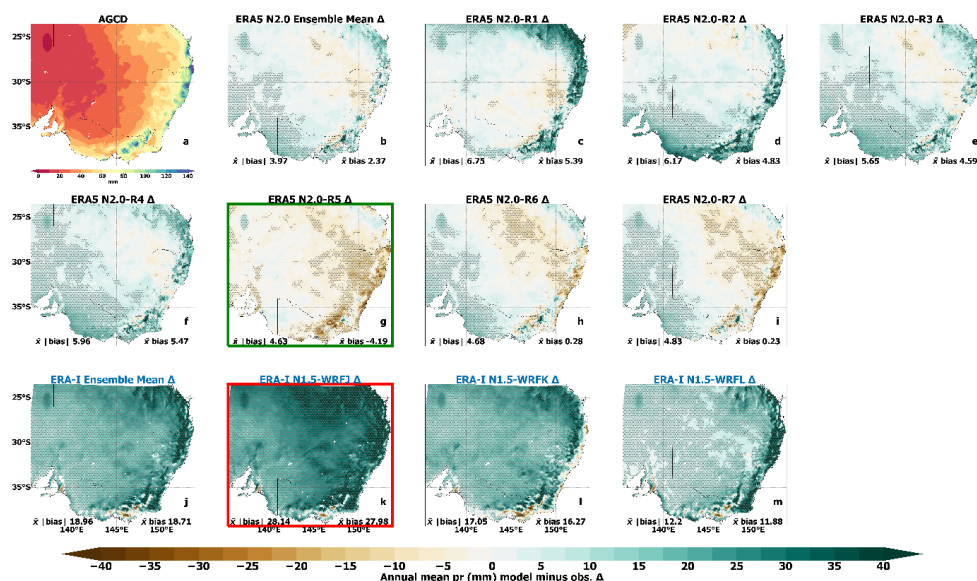 AGCD
ERA5 N2.0 Ensemble Mean Δ
ERA5 N2.0-R1 Δ
ERA5 N2.0-R2 Δ
ERA5 N2.0-R3 Δ
25°S
30°S
35°S
a
b
c
d
e
x̄ |bias| 3.97 x̄ bias 2.37
x̄ |bias| 6.75 x̄ bias 5.39
x̄ |bias| 6.17 x̄ bias 4.83
x̄ |bias| 5.65 x̄ bias 4.59
0 20 40 60 80 100 120 140
mm
ERA5 N2.0-R4 Δ
ERA5 N2.0-R5 Δ
ERA5 N2.0-R6 Δ
ERA5 N2.0-R7 Δ
25°S
30°S
35°S
f
g
h
i
x̄ |bias| 5.96 x̄ bias 5.47
x̄ |bias| 4.63 x̄ bias -4.19
x̄ |bias| 4.68 x̄ bias 0.28
x̄ |bias| 4.83 x̄ bias 0.23
ERA-I Ensemble Mean Δ
ERA-I N1.5-WRFJ Δ
ERA-I N1.5-WRFK Δ
ERA-I N1.5-WRFL Δ
25°S
30°S
35°S
j
k
l
m
x̄ |bias| 18.96 x̄ bias 18.71
x̄ |bias| 28.14 x̄ bias 27.98
x̄ |bias| 17.05 x̄ bias 16.27
x̄ |bias| 12.2 x̄ bias 11.88
140°E 145°E 150°E
140°E 145°E 150°E
140°E 145°E 150°E
140°E 145°E 150°E
−40 −35 −30 −25 −20 −15 −10 −5 0 5 10 15 20 25 30 35 40
Annual mean pr (mm) model minus obs. Δ